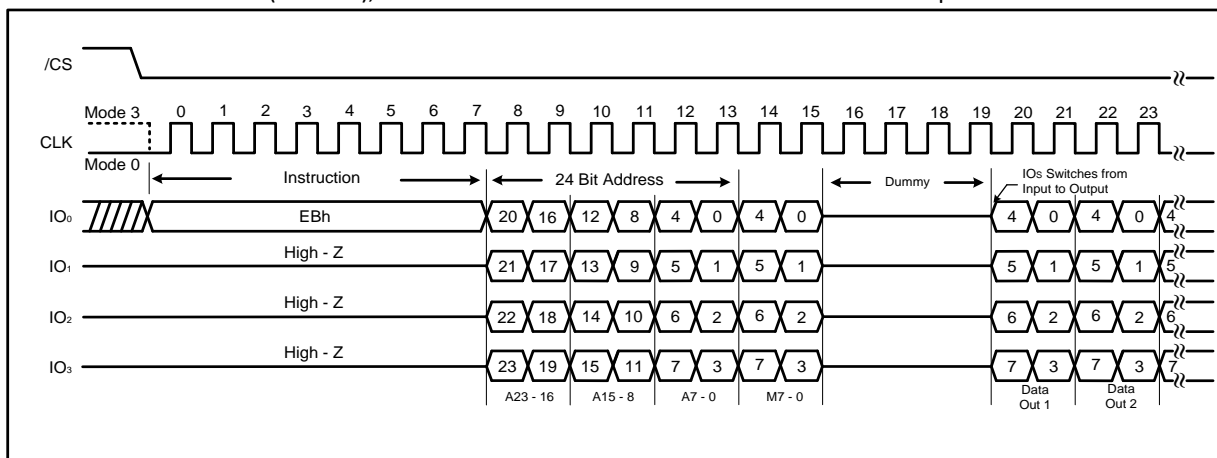 /CS
Mode 3 0 1 2 3 4 5 6 7 8 9 10 11 12 13 14 15 16 17 18 19 20 21 22 23
CLK
Mode 0
Instruction 24 Bit Address Dummy IOs Switches from
Input to Output
IO₀ EBh 20 16 12 8 4 0 4 0 4 0 4 0 4
High - Z
IO₁ 21 17 13 9 5 1 5 1 5 1 5 1 5
High - Z
IO₂ 22 18 14 10 6 2 6 2 6 2 6 2 6
High - Z
IO₃ 23 19 15 11 7 3 7 3 7 3 7 3 7
A23 - 16 A15 - 8 A7 - 0 M7 - 0 Data
Out 1 Data
Out 2